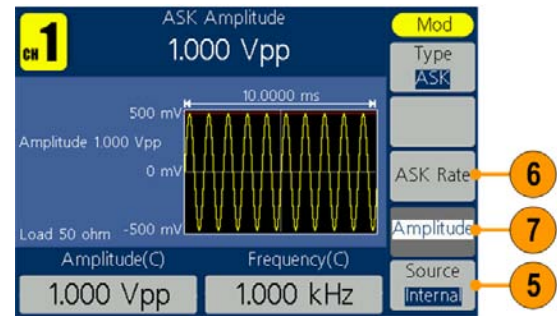 CH 1
ASK Amplitude
1.000 Vpp
Mod
Type
ASK
10.0000 ms
500 mV
Amplitude 1.000 Vpp
0 mV
Load 50 ohm
-500 mV
ASK Rate
6
Amplitude
7
Source
Internal
5
Amplitude(C)
1.000 Vpp
Frequency(C)
1.000 kHz